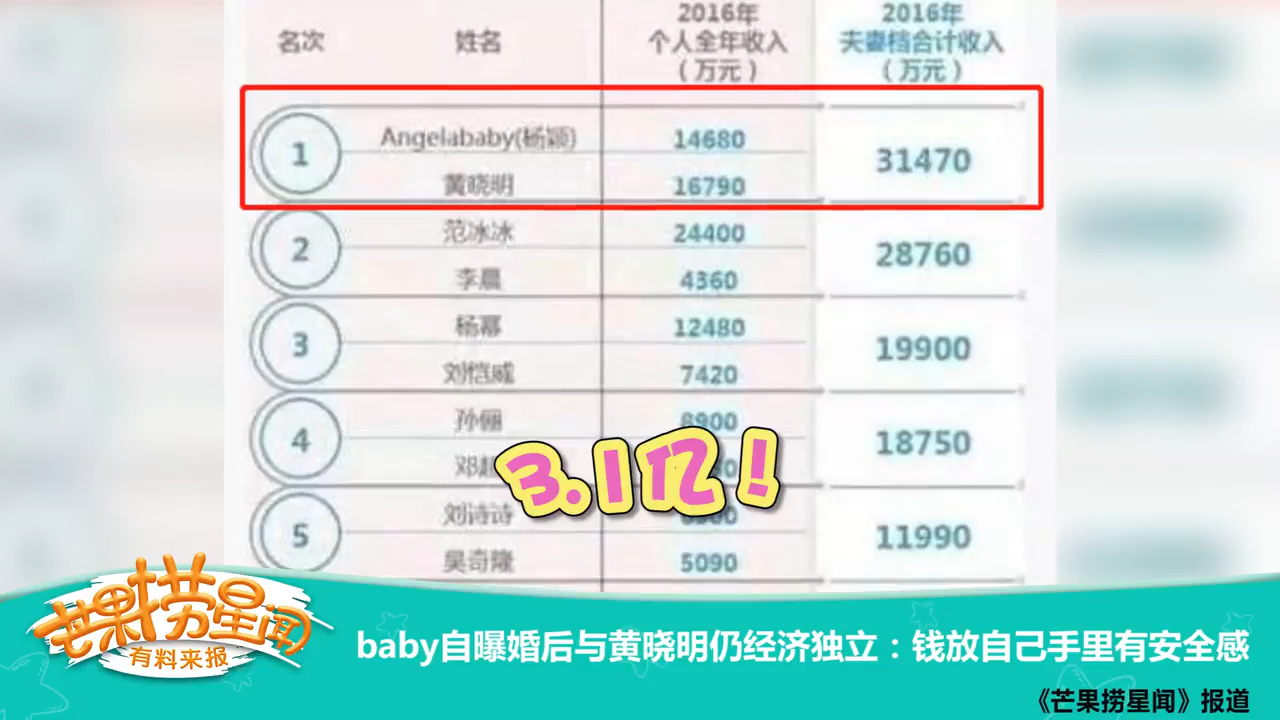 名次
姓名
2016年
个人全年收入
（万元）
2016年
夫妻档合计收入
（万元）
1
Angelababy(杨颖)
14680
黄晓明
16790
31470
2
范冰冰
24400
李晨
4360
28760
3
杨幂
12480
刘恺威
7420
19900
4
孙俪
8900
邓超
18750
3.1亿！
5
刘诗诗
6900
吴奇隆
5090
11990
芒果捞星闻
有料来报
baby自曝婚后与黄晓明仍经济独立：钱放自己手里有安全感
《芒果捞星闻》报道